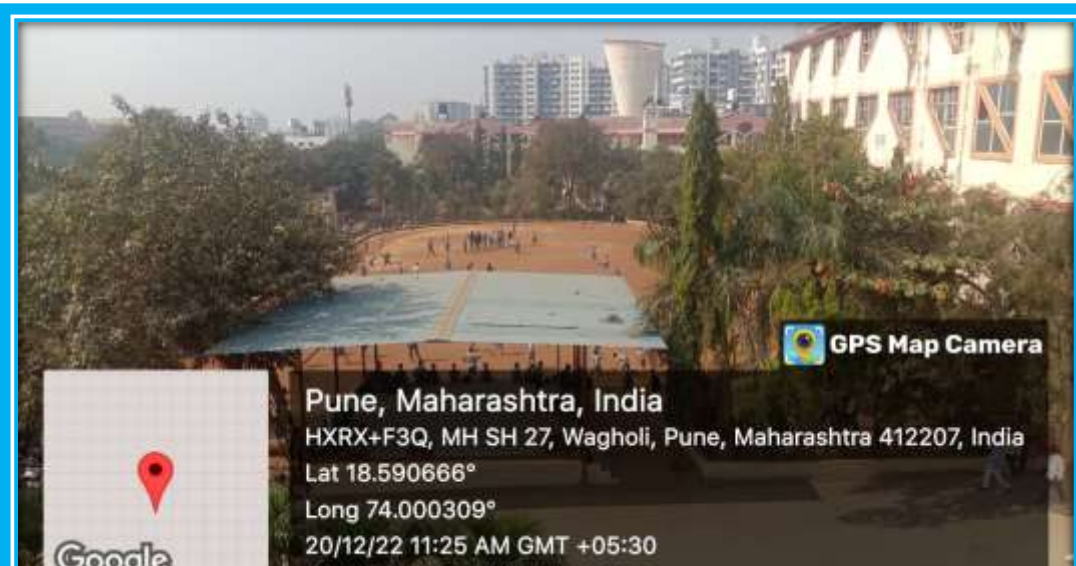 GPS Map Camera
Pune, Maharashtra, India
HXRX+F3Q, MH SH 27, Wagholi, Pune, Maharashtra 412207, India
Lat 18.590666°
Long 74.000309°
20/12/22 11:25 AM GMT +05:30
Google